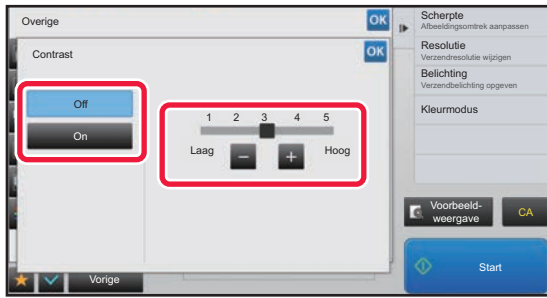 Overige
OK
Contrast
OK
Off
On
1 2 3 4 5
Laag
Hoog
Vorige
Scherpte
Afbeeldingsomtrek aanpassen
Resolutie
Verzendresolutie wijzigen
Belichting
Verzendbelichting opgeven
Kleurmodus
Voorbeeld-
weergave
CA
Start